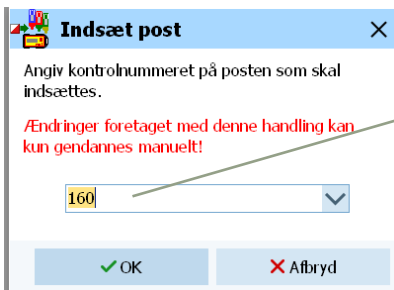 Indsæt post
Angiv kontrolnummeret på posten som skal
indsættes.
Ændringer foretaget med denne handling kan
kun gendannes manuelt!
160
OK
Afbryd